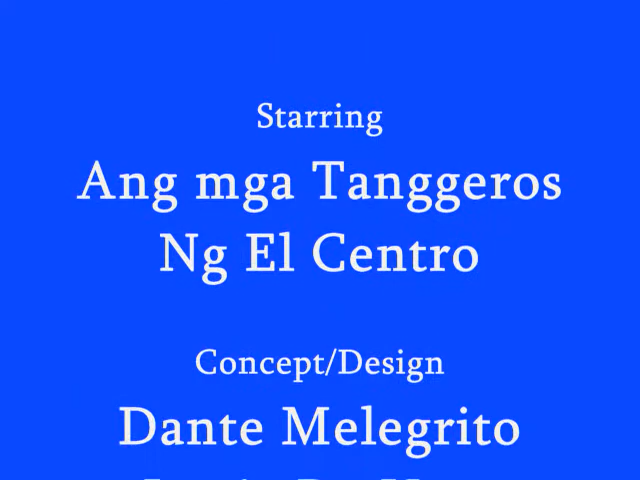 Starring
Ang mga Tanggeros
Ng El Centro
Concept/Design
Dante Melegrito